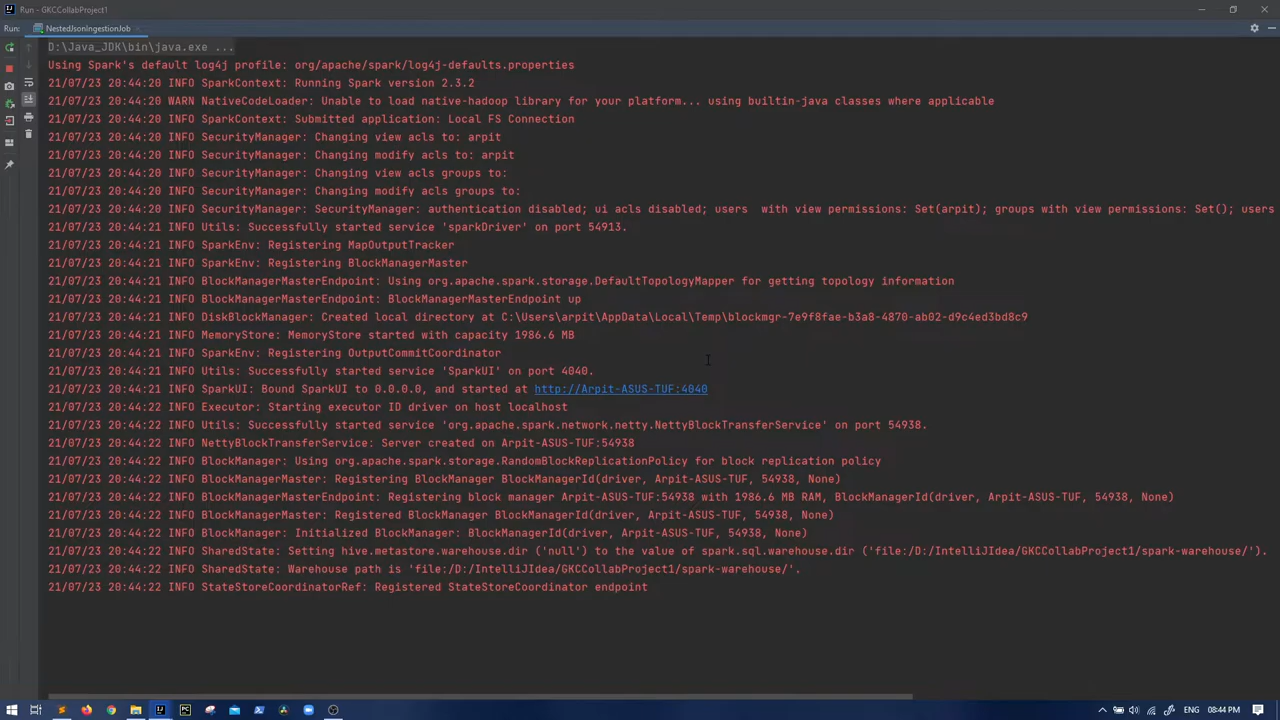 Run - GKCCollabProject1
Run: NestedJsonIngestionJob
D:\Java_JDK\bin\java.exe ...
Using Spark's default log4j profile: org/apache/spark/log4j-defaults.properties
21/07/23 20:44:20 INFO SparkContext: Running Spark version 2.3.2
21/07/23 20:44:20 WARN NativeCodeLoader: Unable to load native-hadoop library for your platform... using builtin-java classes where applicable
21/07/23 20:44:20 INFO SparkContext: Submitted application: Local FS Connection
21/07/23 20:44:20 INFO SecurityManager: Changing view acls to: arpit
21/07/23 20:44:20 INFO SecurityManager: Changing modify acls to: arpit
21/07/23 20:44:20 INFO SecurityManager: Changing view acls groups to:
21/07/23 20:44:20 INFO SecurityManager: Changing modify acls groups to:
21/07/23 20:44:20 INFO SecurityManager: SecurityManager: authentication disabled; ui acls disabled; users  with view permissions: Set(arpit); groups with view permissions: Set(); users
21/07/23 20:44:21 INFO Utils: Successfully started service 'sparkDriver' on port 54913.
21/07/23 20:44:21 INFO SparkEnv: Registering MapOutputTracker
21/07/23 20:44:21 INFO SparkEnv: Registering BlockManagerMaster
21/07/23 20:44:21 INFO BlockManagerMasterEndpoint: Using org.apache.spark.storage.DefaultTopologyMapper for getting topology information
21/07/23 20:44:21 INFO BlockManagerMasterEndpoint: BlockManagerMasterEndpoint up
21/07/23 20:44:21 INFO DiskBlockManager: Created local directory at C:\Users\arpit\AppData\Local\Temp\blockmgr-7e9f8fae-b3a8-4870-ab02-d9c4ed3bd8c9
21/07/23 20:44:21 INFO MemoryStore: MemoryStore started with capacity 1986.6 MB
21/07/23 20:44:21 INFO SparkEnv: Registering OutputCommitCoordinator
21/07/23 20:44:21 INFO Utils: Successfully started service 'SparkUI' on port 4040.
21/07/23 20:44:21 INFO SparkUI: Bound SparkUI to 0.0.0.0, and started at http://Arpit-ASUS-TUF:4040
21/07/23 20:44:22 INFO Executor: Starting executor ID driver on host localhost
21/07/23 20:44:22 INFO Utils: Successfully started service 'org.apache.spark.network.netty.NettyBlockTransferService' on port 54938.
21/07/23 20:44:22 INFO NettyBlockTransferService: Server created on Arpit-ASUS-TUF:54938
21/07/23 20:44:22 INFO BlockManager: Using org.apache.spark.storage.RandomBlockReplicationPolicy for block replication policy
21/07/23 20:44:22 INFO BlockManagerMaster: Registering BlockManager BlockManagerId(driver, Arpit-ASUS-TUF, 54938, None)
21/07/23 20:44:22 INFO BlockManagerMasterEndpoint: Registering block manager Arpit-ASUS-TUF:54938 with 1986.6 MB RAM, BlockManagerId(driver, Arpit-ASUS-TUF, 54938, None)
21/07/23 20:44:22 INFO BlockManagerMaster: Registered BlockManager BlockManagerId(driver, Arpit-ASUS-TUF, 54938, None)
21/07/23 20:44:22 INFO BlockManager: Initialized BlockManager: BlockManagerId(driver, Arpit-ASUS-TUF, 54938, None)
21/07/23 20:44:22 INFO SharedState: Setting hive.metastore.warehouse.dir ('null') to the value of spark.sql.warehouse.dir ('file:/D:/IntelliJIdea/GKCCollabProject1/spark-warehouse/').
21/07/23 20:44:22 INFO SharedState: Warehouse path is 'file:/D:/IntelliJIdea/GKCCollabProject1/spark-warehouse/'.
21/07/23 20:44:22 INFO StateStoreCoordinatorRef: Registered StateStoreCoordinator endpoint
ENG 08:44 PM